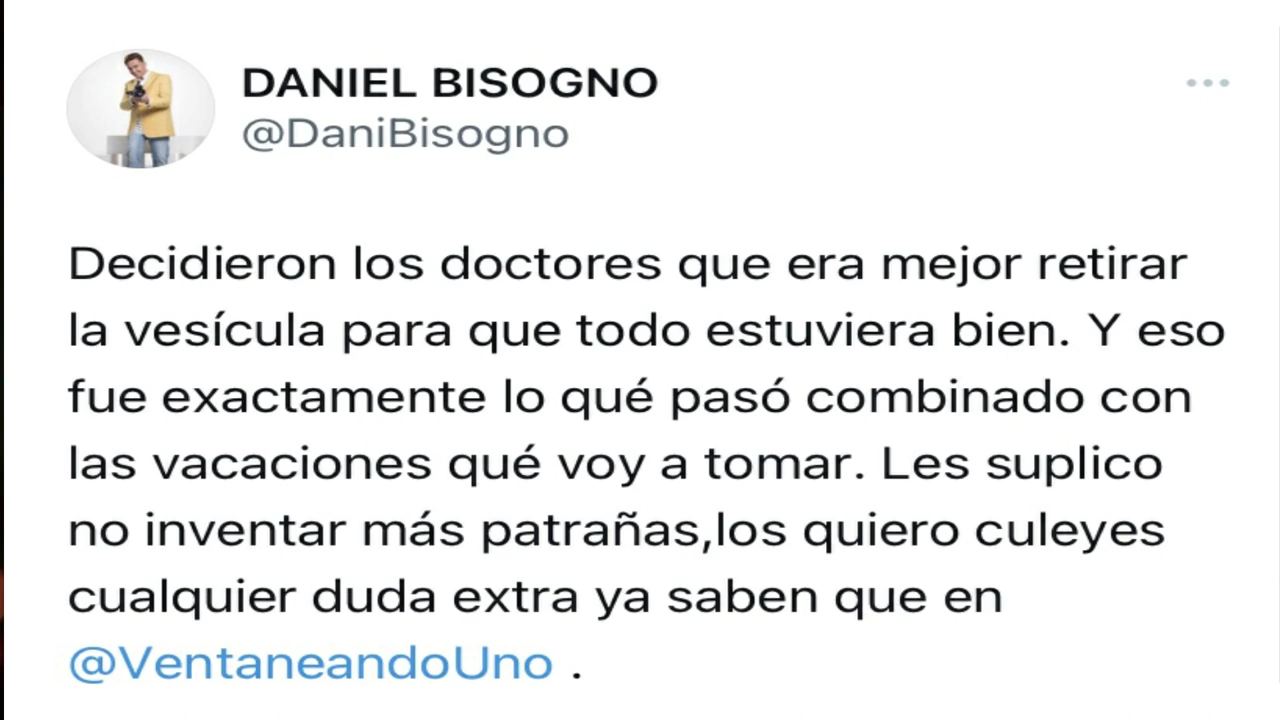 DANIEL BISOGNO
@DaniBisogno
Decidieron los doctores que era mejor retirar
la vesícula para que todo estuviera bien. Y eso
fue exactamente lo qué pasó combinado con
las vacaciones qué voy a tomar. Les suplico
no inventar más patrañas,los quiero culeyes
cualquier duda extra ya saben que en
@VentaneandoUno .